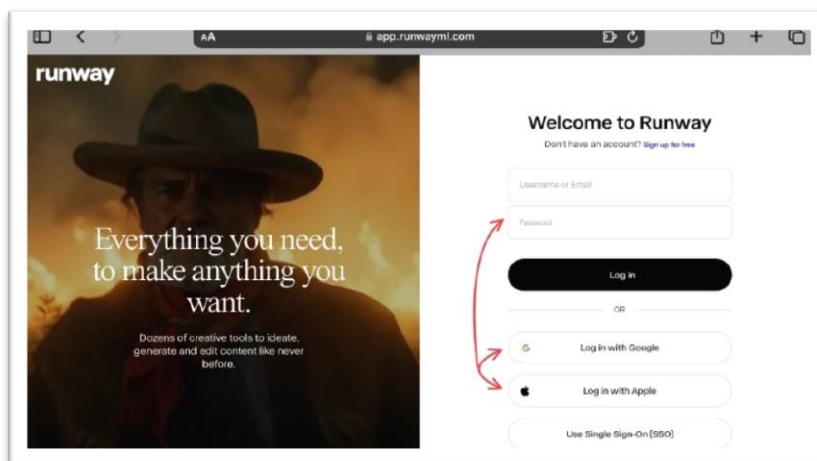 AA
app.runwayml.com
runway
Everything you need,
to make anything you
want.
Dozens of creative tools to ideate,
generate and edit content like never
before.
Welcome to Runway
Don't have an account? Sign up for free
Username or Email
Password
Log in
OR
Log in with Google
Log in with Apple
Use Single Sign-On (SSO)